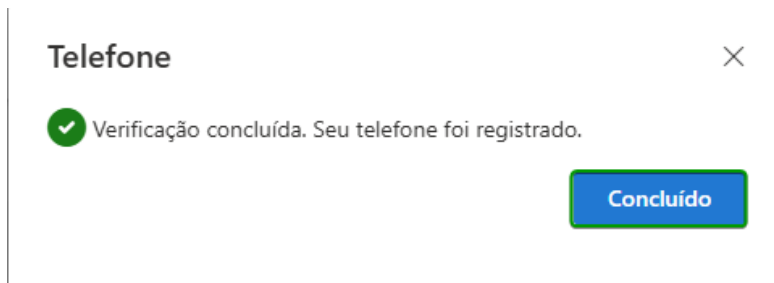 Telefone
Verificação concluída. Seu telefone foi registrado.
Concluído